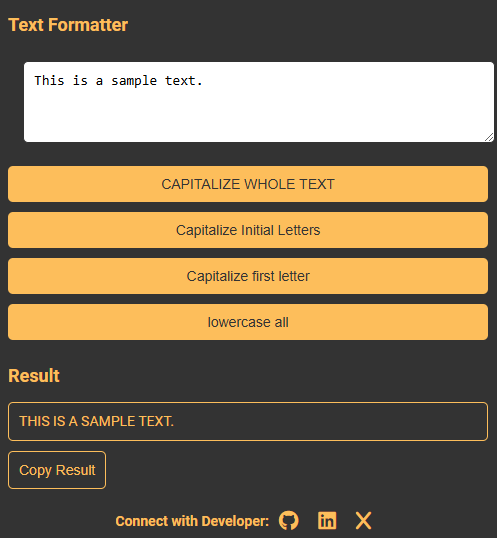 Text Formatter
This is a sample text.
CAPITALIZE WHOLE TEXT
Capitalize Initial Letters
Capitalize first letter
lowercase all
Result
THIS IS A SAMPLE TEXT.
Copy Result
Connect with Developer: